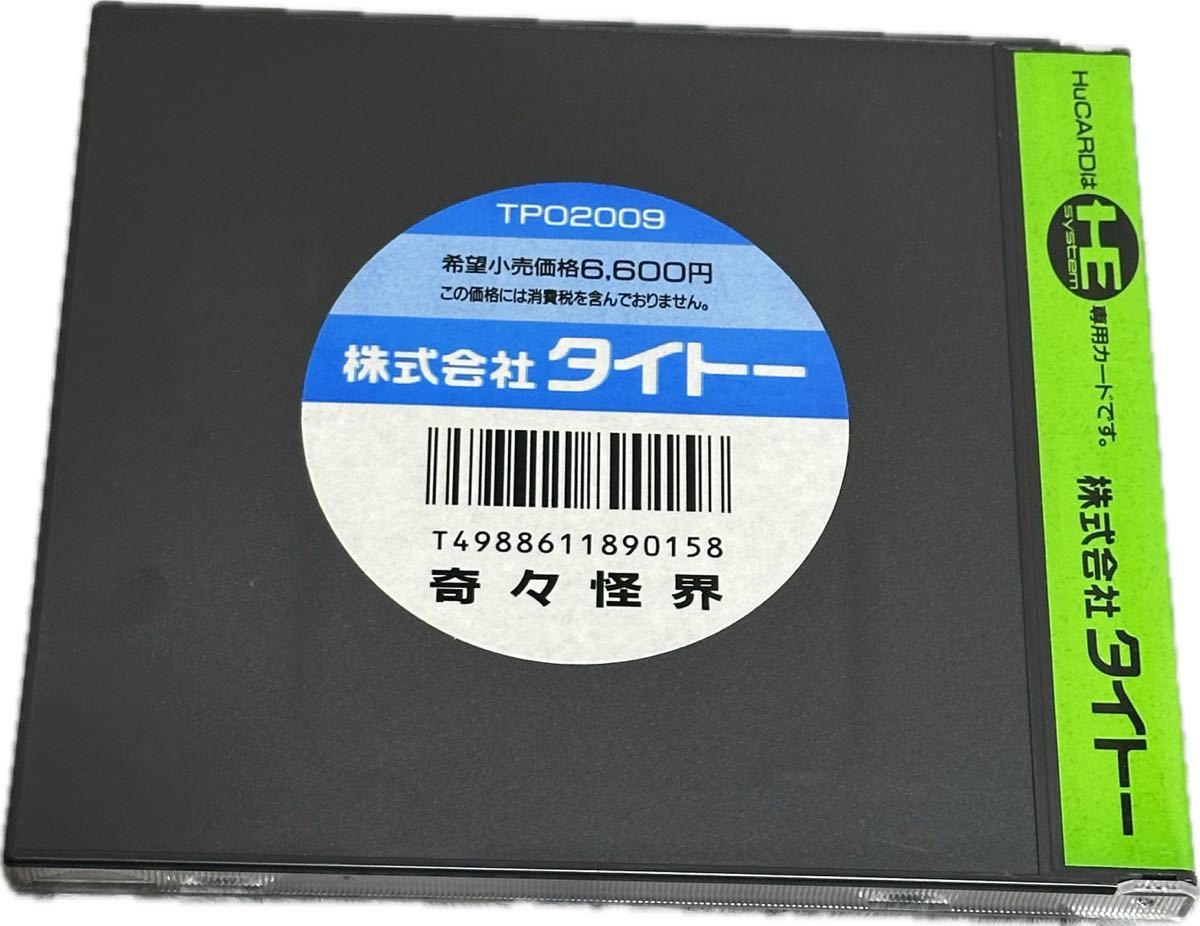 TP02009
希望小売価格6,600円
この価格には消費税を含んでおりません。
株式会社タイトー
T4988611890158
奇々怪界
HuCARDは HE system 専用カードです。 株式会社タイトー